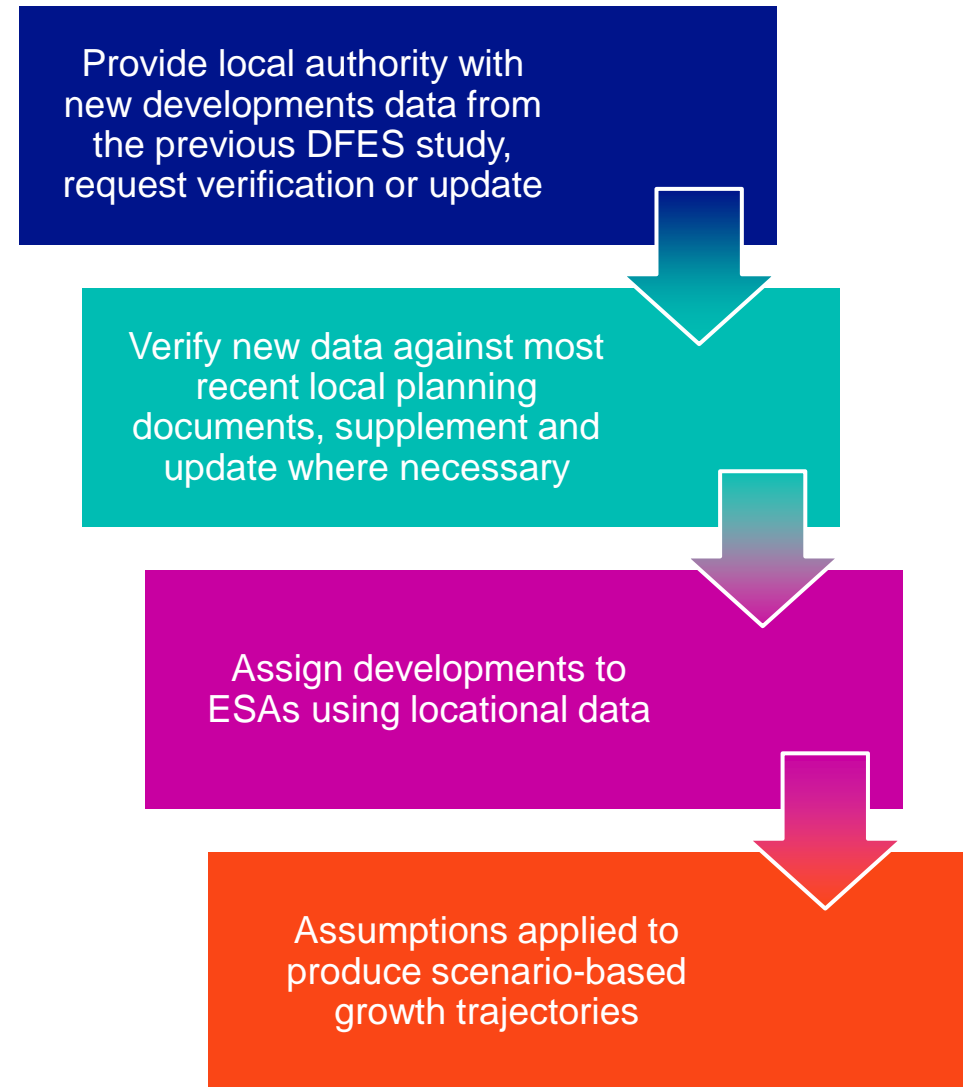 Provide local authority with
new developments data from
the previous DFES study,
request verification or update
Verify new data against most
recent local planning
documents, supplement and
update where necessary
Assign developments to
ESAs using locational data
Assumptions applied to
produce scenario-based
growth trajectories